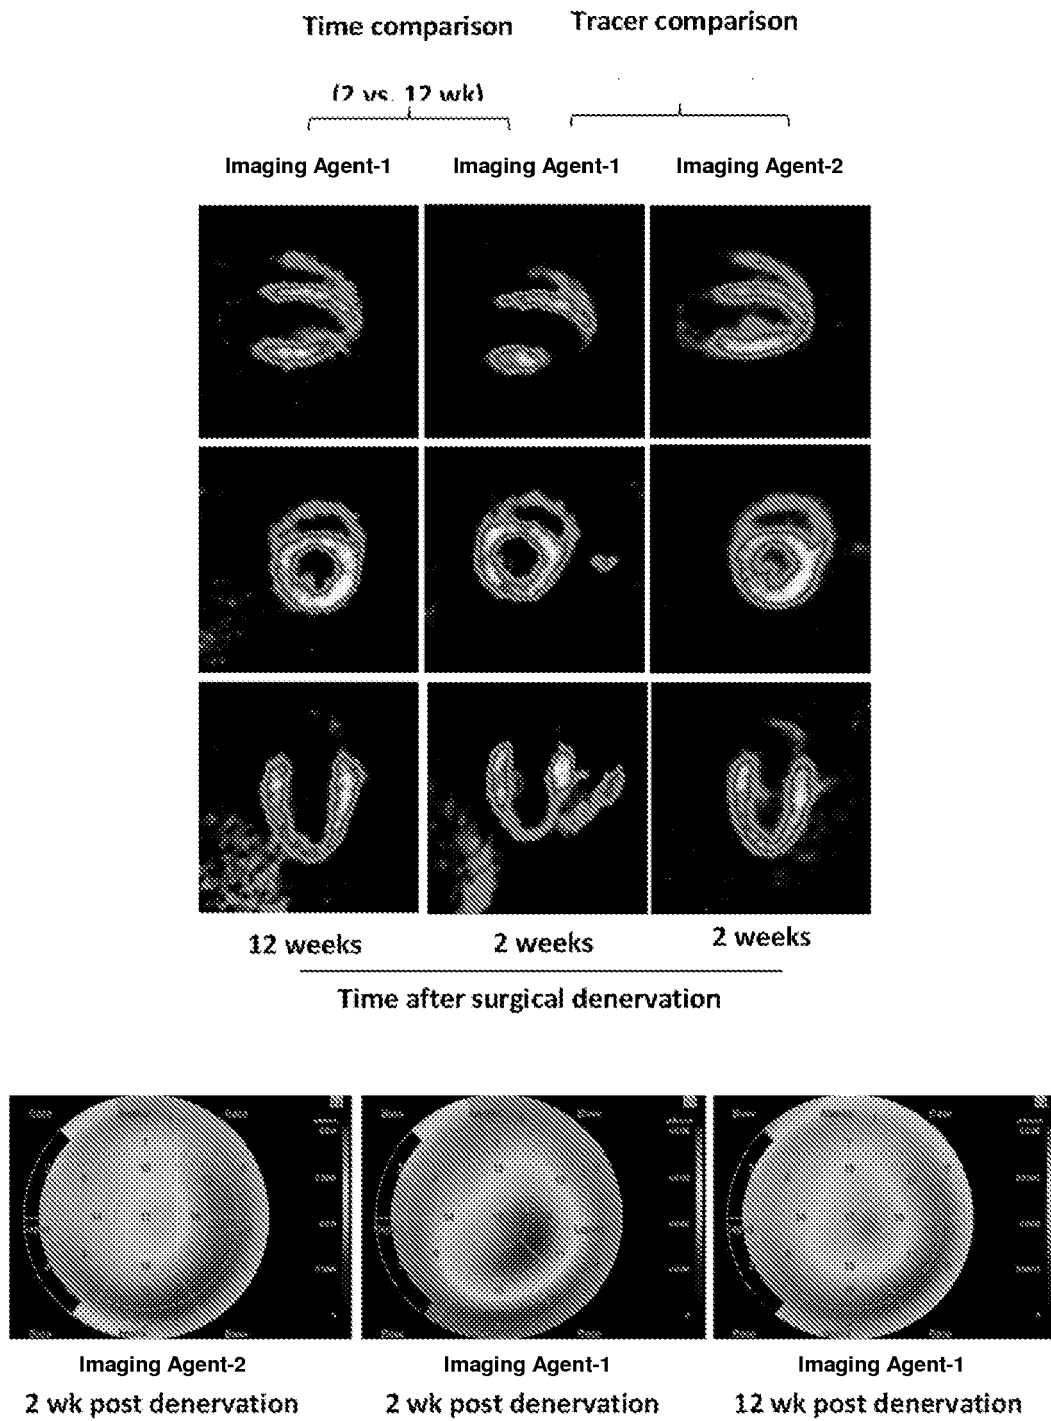 Time comparison
Tracer comparison
(2 vs. 12 wk)
Imaging Agent-1
Imaging Agent-1
Imaging Agent-2
12 weeks
2 weeks
2 weeks
Time after surgical denervation
Imaging Agent-2
Imaging Agent-1
Imaging Agent-1
2 wk post denervation
2 wk post denervation
12 wk post denervation